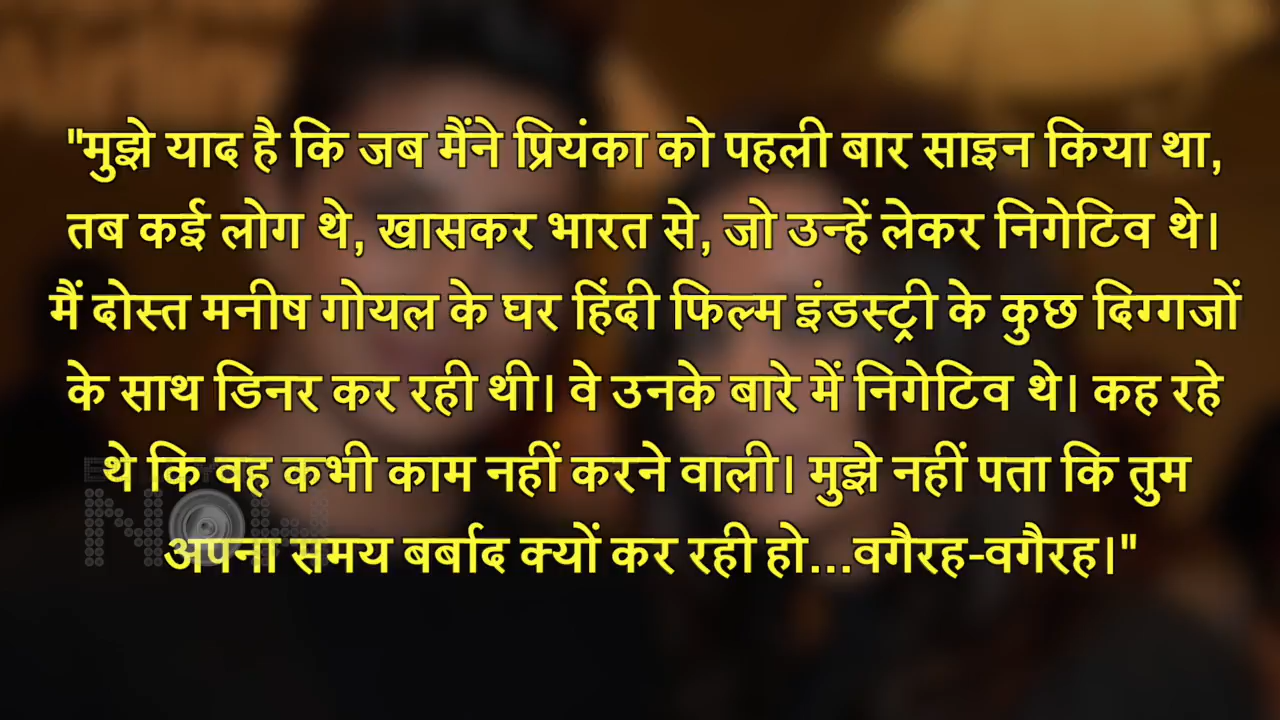 "मुझे याद है कि जब मैंने प्रियंका को पहली बार साइन किया था,
तब कई लोग थे, खासकर भारत से, जो उन्हें लेकर निगेटिव थे।
मैं दोस्त मनीष गोयल के घर हिंदी फिल्म इंडस्ट्री के कुछ दिग्गजों
के साथ डिनर कर रही थी। वे उनके बारे में निगेटिव थे। कह रहे
थे कि वह कभी काम नहीं करने वाली। मुझे नहीं पता कि तुम
अपना समय बर्बाद क्यों कर रही हो...वगैरह-वगैरह।"
NOW